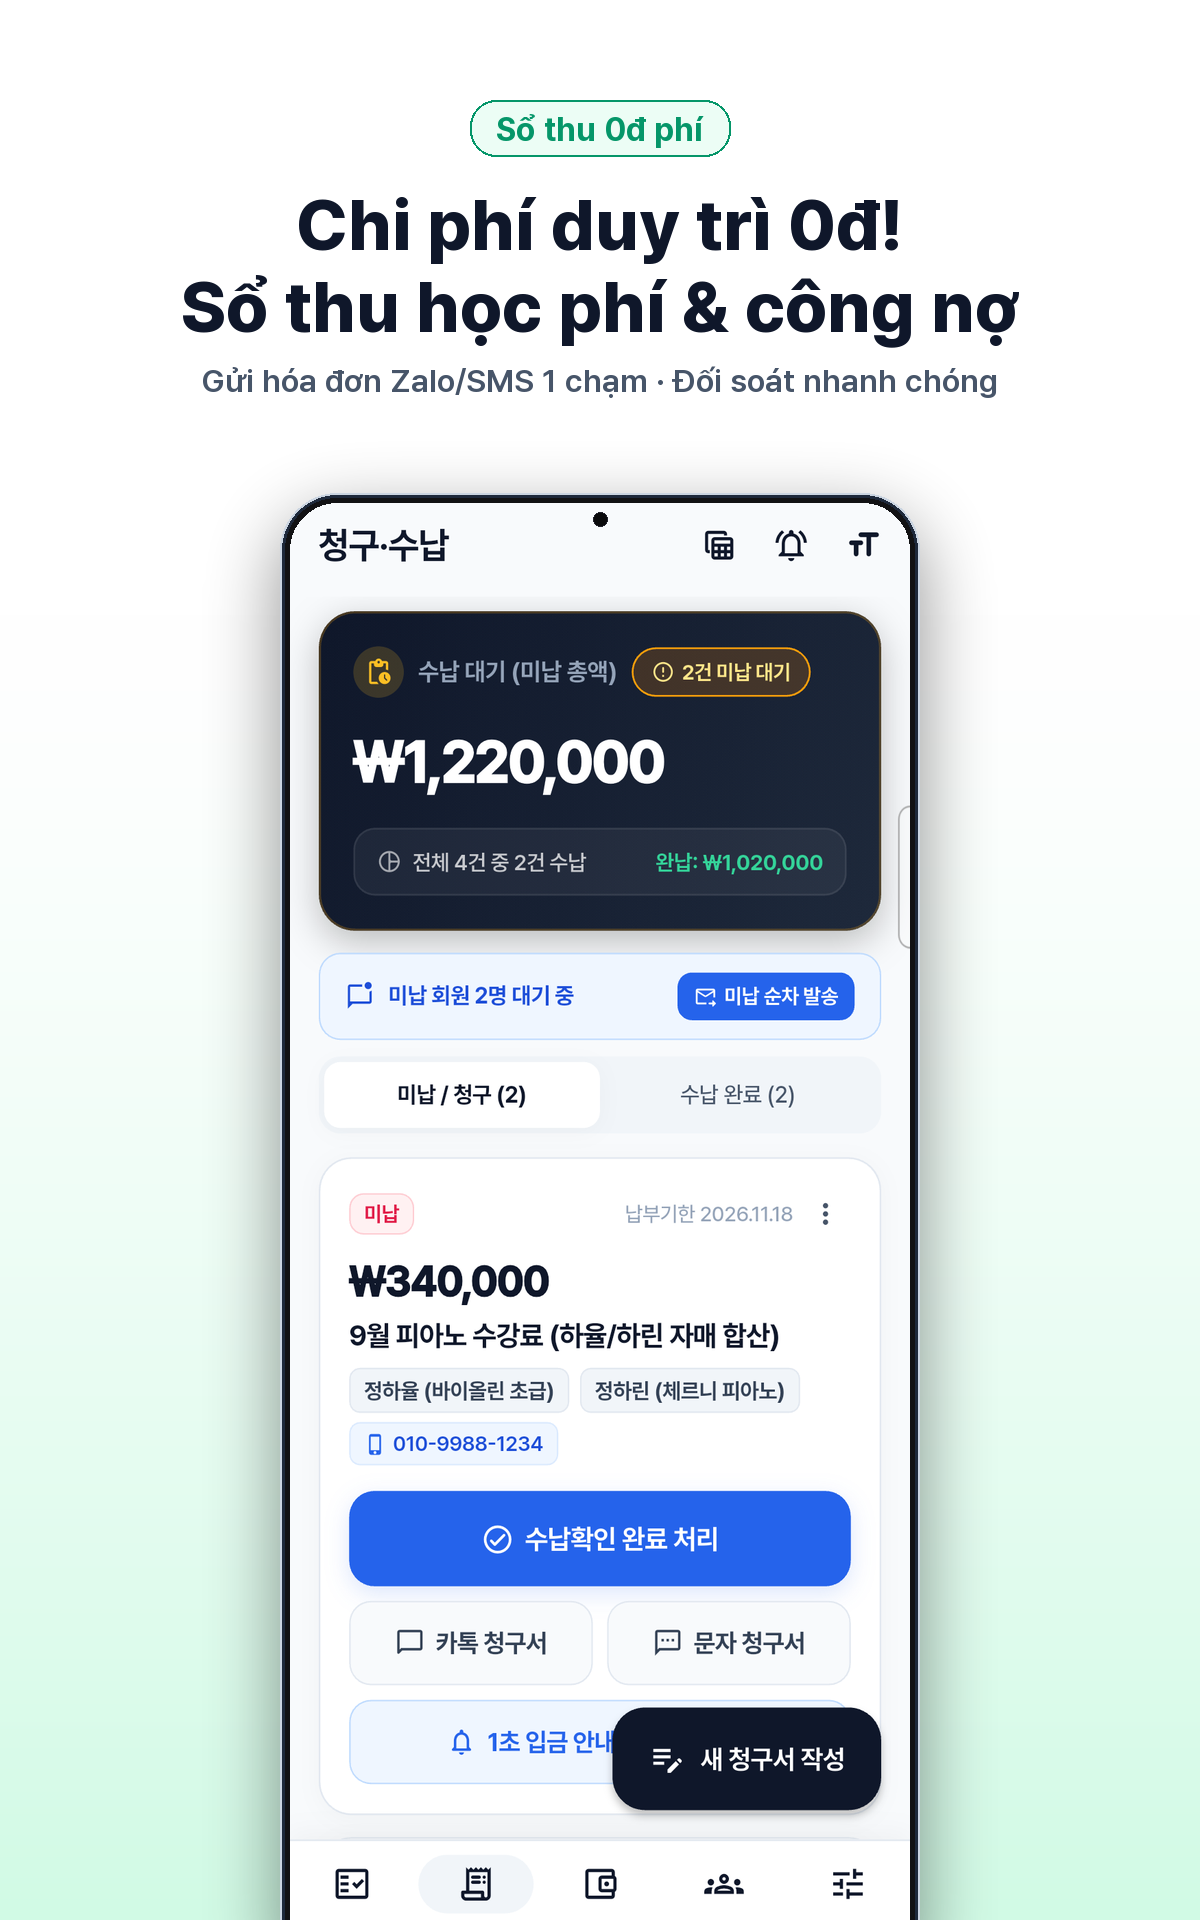 Sổ thu 0đ phí
Chi phí duy trì 0đ!
Sổ thu học phí & công nợ
Gửi hóa đơn Zalo/SMS 1 chạm · Đối soát nhanh chóng
청구·수납
수납 대기 (미납 총액)
2건 미납 대기
₩1,220,000
전체 4건 중 2건 수납
완납: ₩1,020,000
미납 회원 2명 대기 중
미납 순차 발송
미납 / 청구 (2)
수납 완료 (2)
미납
납부기한 2026.11.18
₩340,000
9월 피아노 수강료 (하율/하린 자매 합산)
정하율 (바이올린 초급)
정하린 (체르니 피아노)
010-9988-1234
수납확인 완료 처리
카톡 청구서
문자 청구서
1초 입금 안내
새 청구서 작성